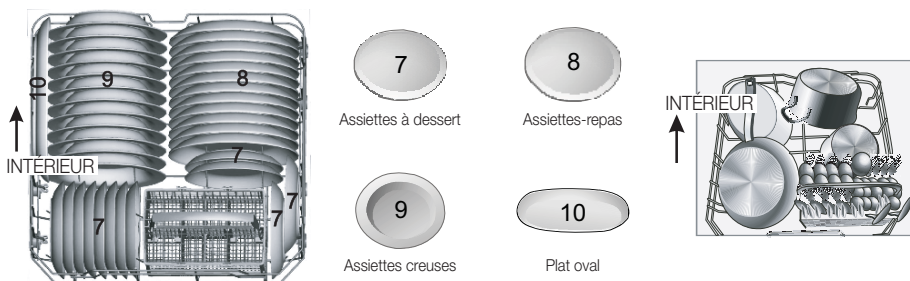 10
9
8
7
INTÉRIEUR
7
7
7
7
Assiettes à dessert
8
Assiettes-repas
9
Assiettes creuses
10
Plat oval
INTÉRIEUR